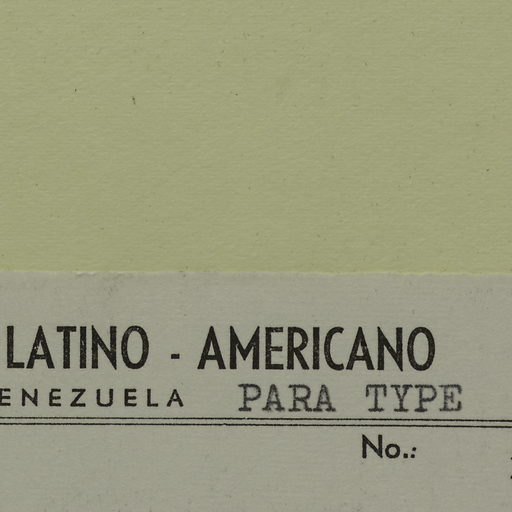 LATINO - AMERICANO
ENEZUELA PARA TYPE
No.: